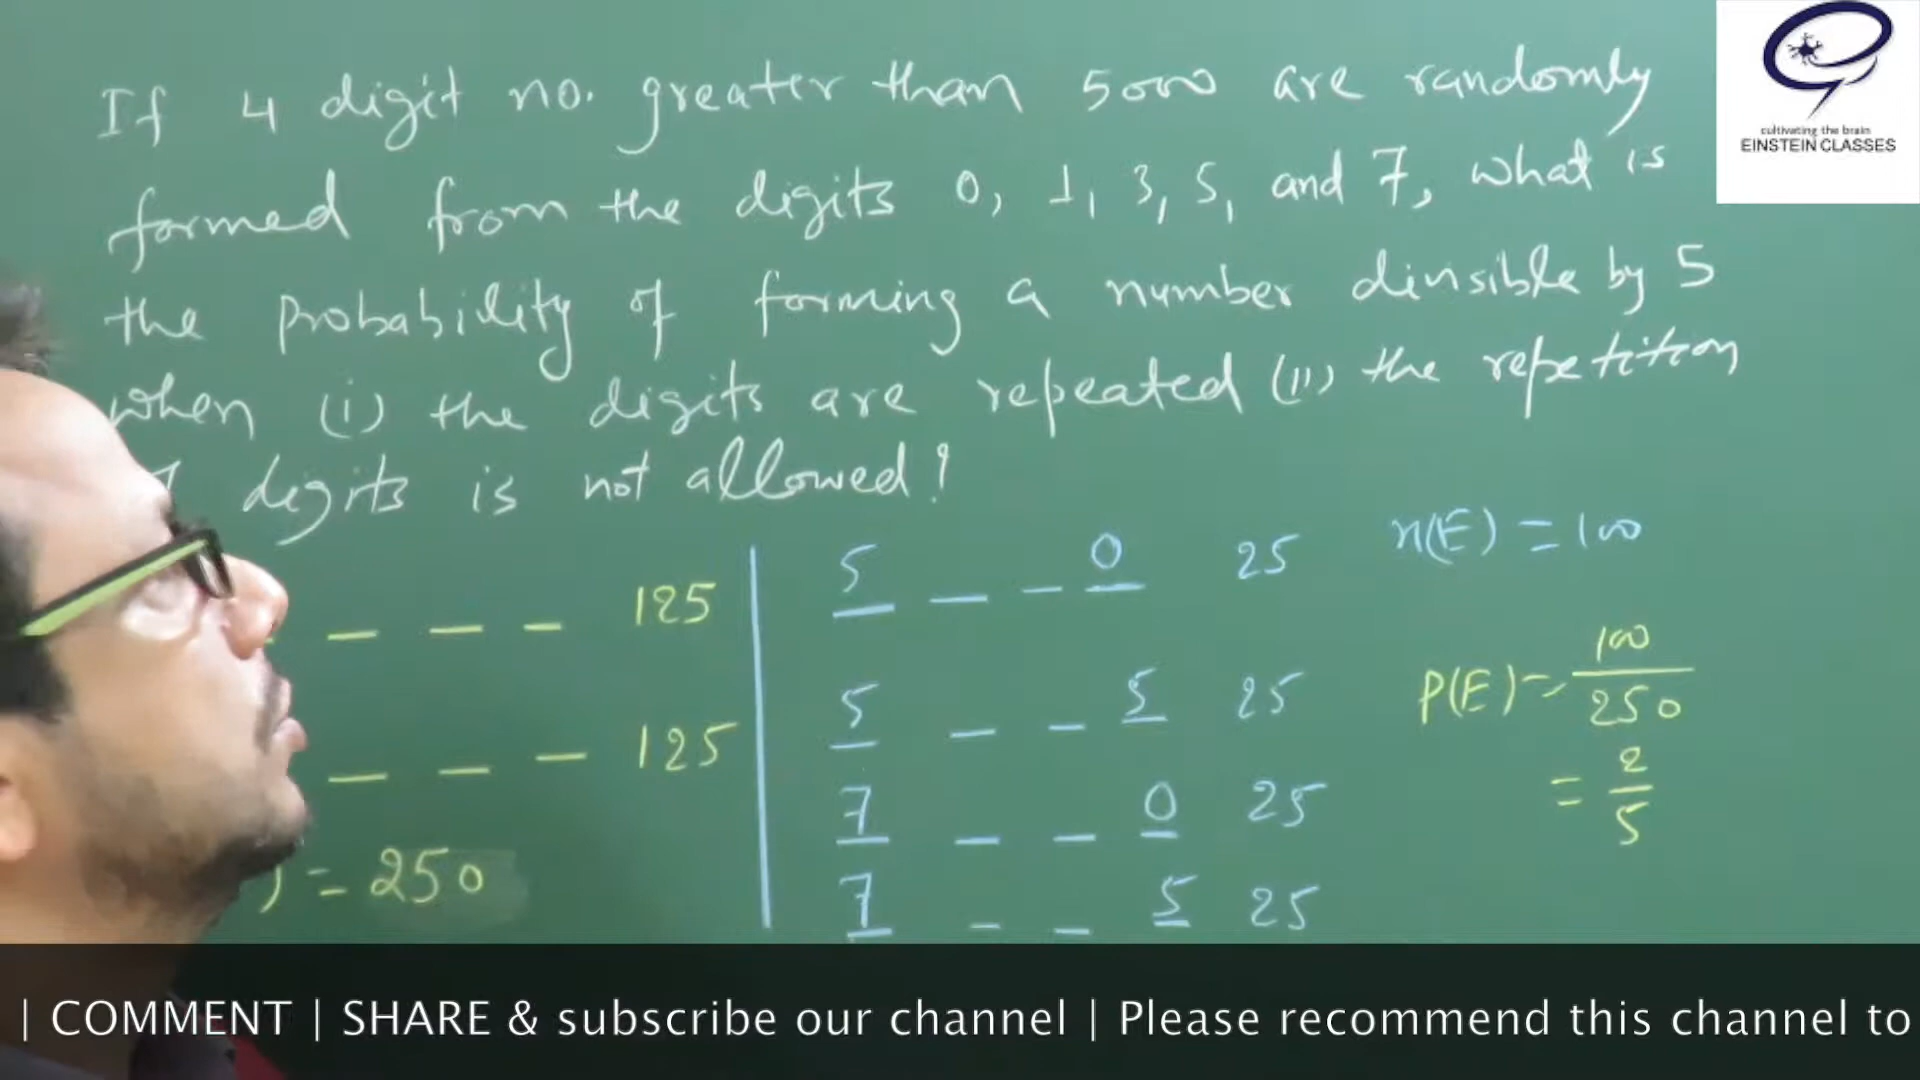 If 4 digit no. greater than 5000 are randomly
formed from the digits 0, 1, 3, 5, and 7, what is
the probability of forming a number divisible by 5
when (i) the digits are repeated (ii) the repetition
digits is not allowed?
cultivating the brain
EINSTEIN CLASSES
_ _ _ 125
_ _ _ 125
) = 250
5 _ _ 0 25
5 _ _ 5 25
7 _ _ 0 25
7 _ _ 5 25
n(E) = 100
P(E) = 100/250
= 2/5
| COMMENT | SHARE & subscribe our channel | Please recommend this channel to